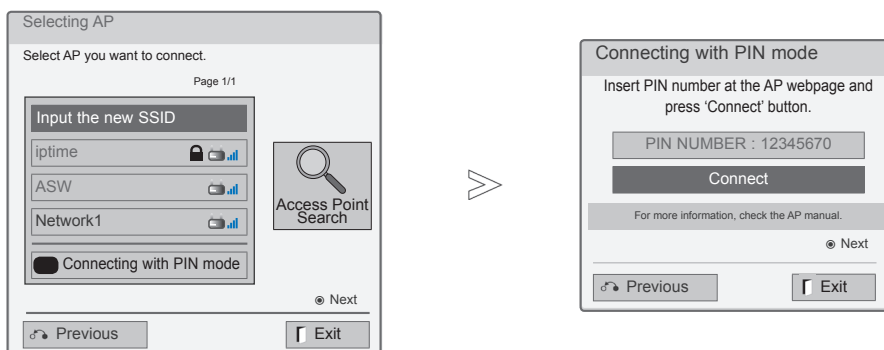 Selecting AP
Select AP you want to connect.
Page 1/1
Input the new SSID
iptime
ASW
Network1
Connecting with PIN mode
Access Point
Search
Next
Previous
Exit
Connecting with PIN mode
Insert PIN number at the AP webpage and
press ‘Connect’ button.
PIN NUMBER : 12345670
Connect
For more information, check the AP manual.
Next
Previous
Exit